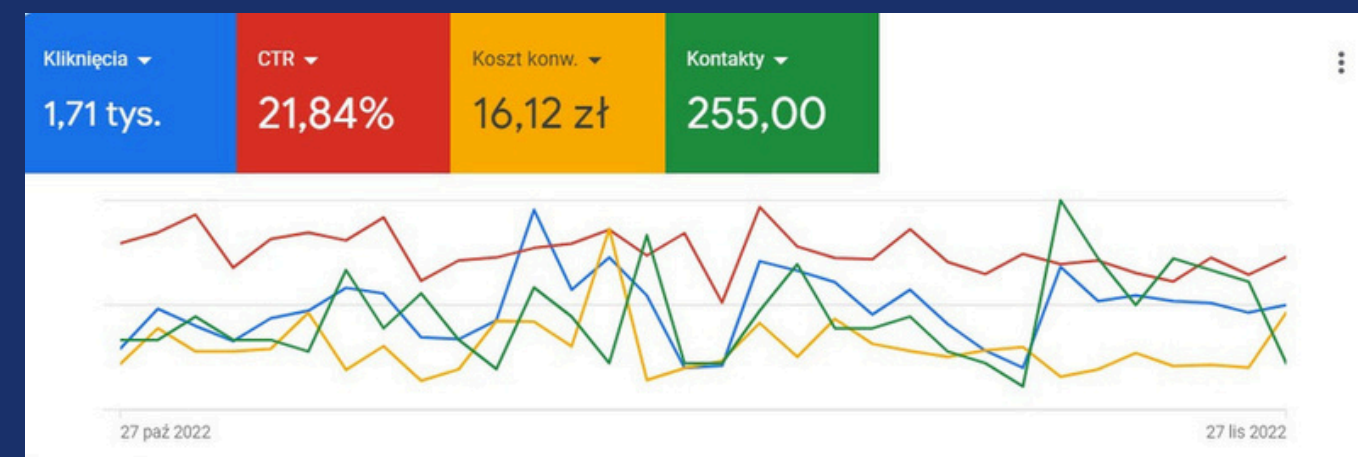 Kliknięcia
1,71 tys.
CTR
21,84%
Koszt konw.
16,12 zł
Kontakty
255,00
27 paź 2022
27 lis 2022